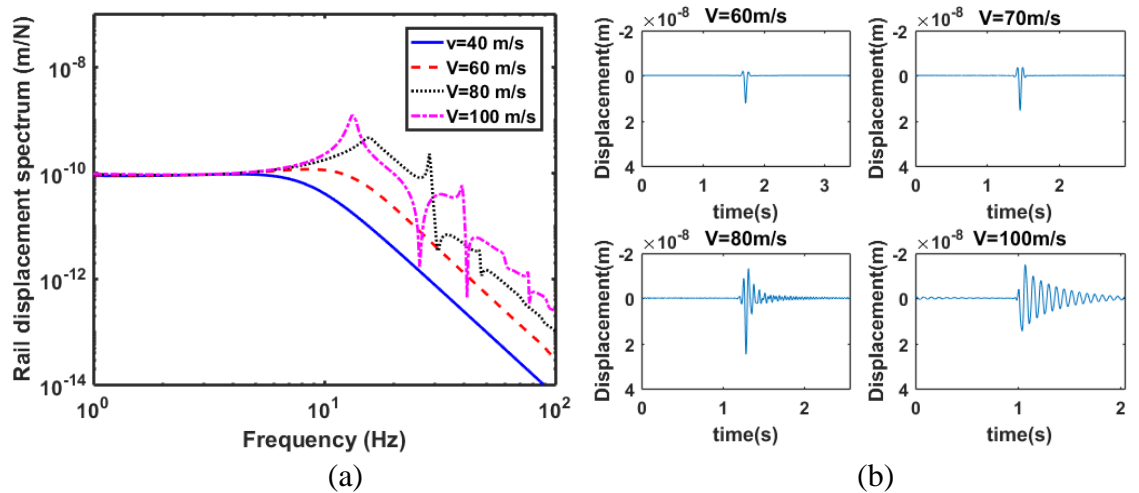 Rail displacement spectrum (m/N)
10^-8
10^-10
10^-12
10^-14
10^0
10^1
10^2
Frequency (Hz)
v=40 m/s
V=60 m/s
V=80 m/s
V=100 m/s
(a)
×10^-8 V=60m/s
Displacement(m)
-2
0
2
4
0 1 2 3
time(s)
×10^-8 V=70m/s
Displacement(m)
-2
0
2
4
0 1 2
time(s)
×10^-8 V=80m/s
Displacement(m)
-2
0
2
4
0 1 2
time(s)
×10^-8 V=100m/s
Displacement(m)
-2
0
2
4
0 1 2
time(s)
(b)